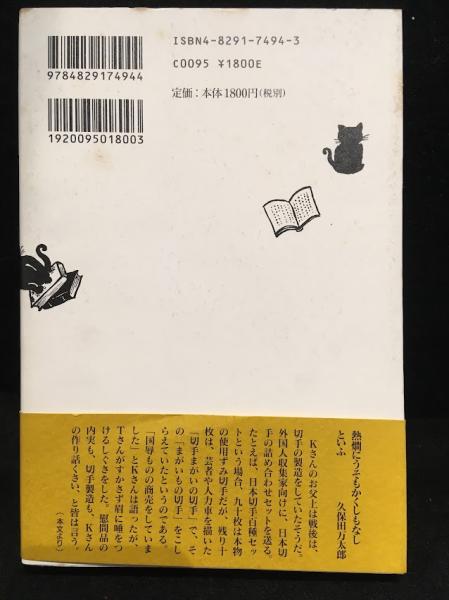 ISBN4-8291-7494-3
C0095 ¥1800E
定価：本体1800円(税別)
9784829174944
1920095018003
熱燗にうそもかくしもなし
といふ　久保田万太郎
Kさんのお父上は戦後は、
切手の製造をしていたそうだ。
外国人収集家向けに、日本切
手の詰め合わせセットを送る。
たとえば、日本切手百種セッ
トという場合、九十枚は本物
の使用ずみ切手だが、残り十
枚は、芸者や人力車を描いた
「切手まがいの切手」で、そ
の「まがいもの切手」をこし
らえていたというのである。
「国辱ものの商売をしていま
した」とKさんは語ったが、
Tさんがすかさず眉に唾をつ
けるしぐさをした。慰問品の
内実も、切手製造も、Kさん
の作り話くさい、と皆は言う。
（本文より）